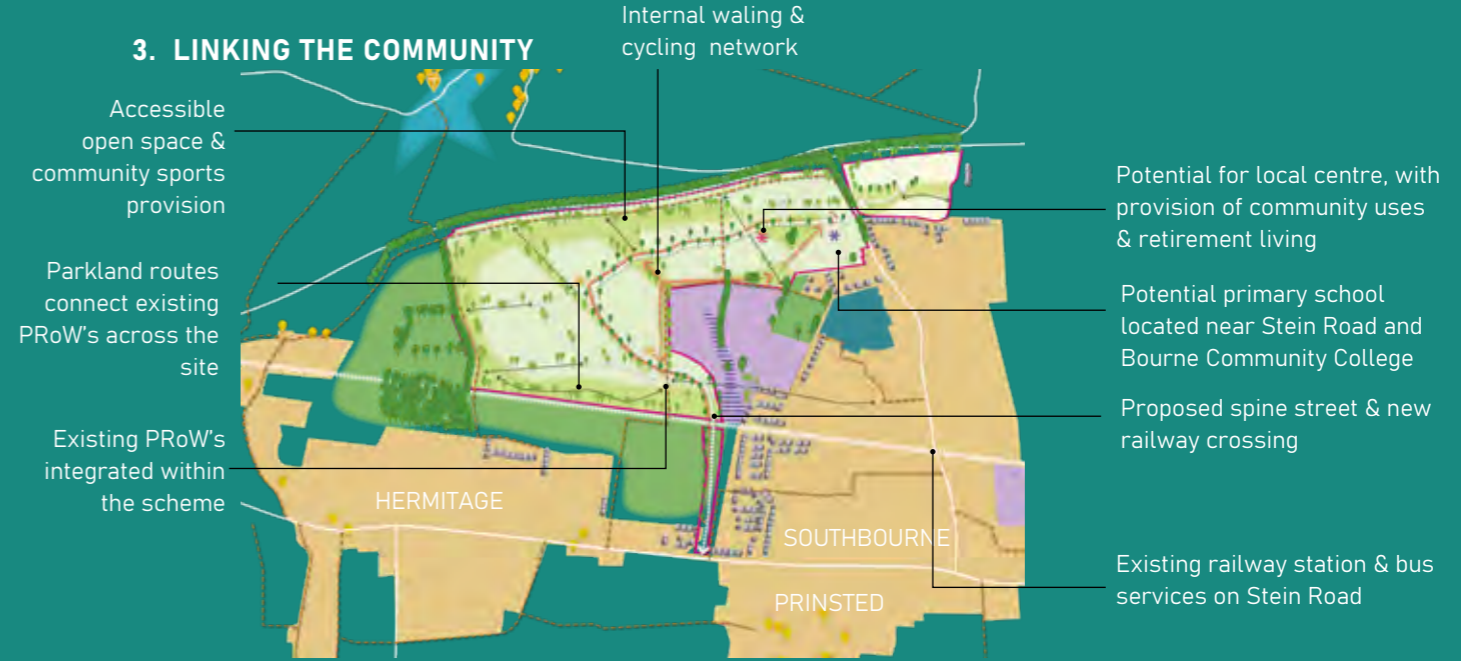 3. LINKING THE COMMUNITY
Internal waling &
cycling network
Accessible
open space &
community sports
provision
Parkland routes
connect existing
PRoW's across the
site
Existing PRoW's
integrated within
the scheme
Potential for local centre, with
provision of community uses
& retirement living
Potential primary school
located near Stein Road and
Bourne Community College
Proposed spine street & new
railway crossing
Existing railway station & bus
services on Stein Road
HERMITAGE
SOUTHBOURNE
PRINSTED